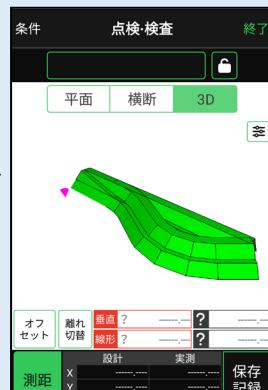 条件 点検・検査 終了
平面 横断 3D
オフセット 離れ切替 垂直 ? -----.--- ? -----.---
線形 ? -----.--- ? -----.---
設計 実測
測距 X -----.---- -----.---- 保存
Y -----.---- -----.---- 記録